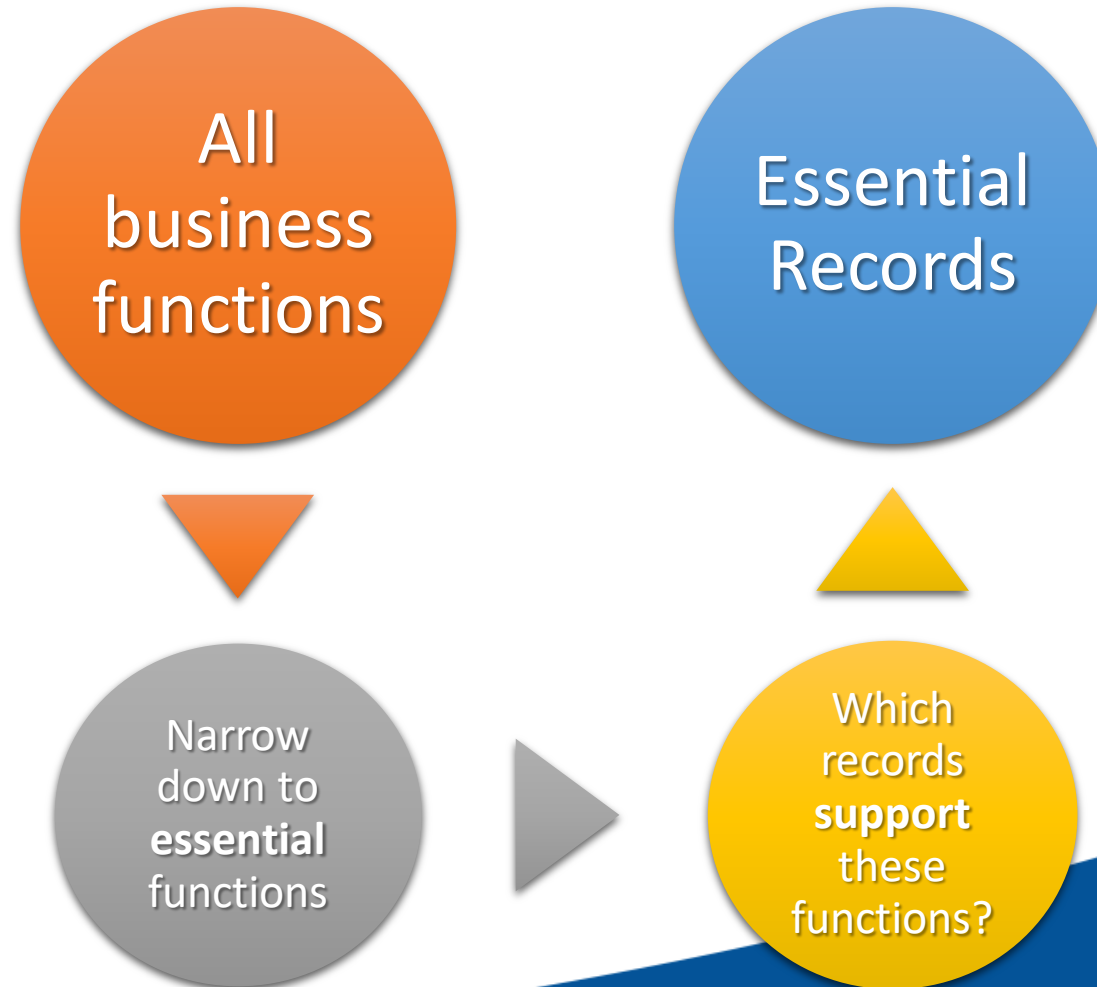 All
business
functions
Narrow
down to
essential
functions
Which
records
support
these
functions?
Essential
Records